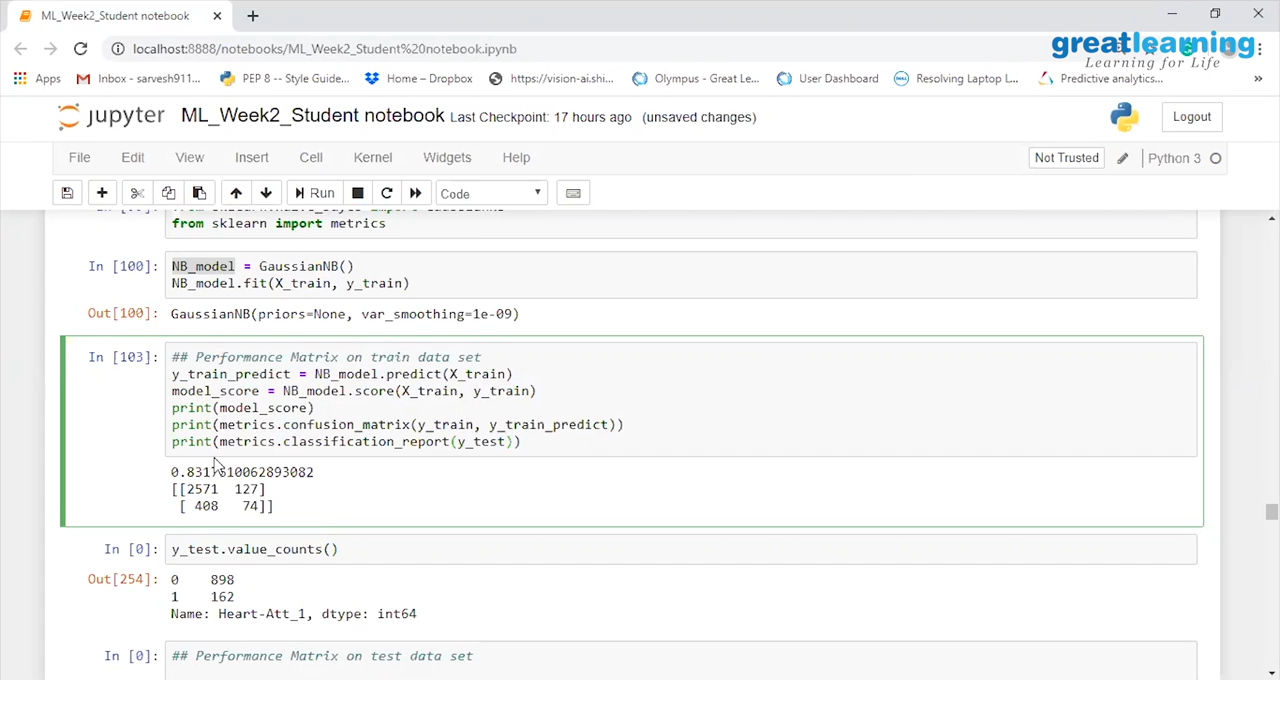 ML_Week2_Student notebook
localhost:8888/notebooks/ML_Week2_Student%20notebook.ipynb
greatlearning
Learning for Life
Apps
Inbox - sarvesh911...
PEP 8 -- Style Guide...
Home – Dropbox
https://vision-ai.shi...
Olympus - Great Le...
User Dashboard
Resolving Laptop L...
Predictive analytics...
»
jupyter
ML_Week2_Student notebook Last Checkpoint: 17 hours ago (unsaved changes)
Logout
File Edit View Insert Cell Kernel Widgets Help
Not Trusted
Python 3
Run
Code
from sklearn import metrics
In [100]: NB_model = GaussianNB()
NB_model.fit(X_train, y_train)
Out[100]: GaussianNB(priors=None, var_smoothing=1e-09)
In [103]: ## Performance Matrix on train data set
y_train_predict = NB_model.predict(X_train)
model_score = NB_model.score(X_train, y_train)
print(model_score)
print(metrics.confusion_matrix(y_train, y_train_predict))
print(metrics.classification_report(y_test))
[[2571 127]
[ 408 74]]
In [0]: y_test.value_counts()
Out[254]: 0 898
1 162
Name: Heart-Att_1, dtype: int64
In [0]: ## Performance Matrix on test data set